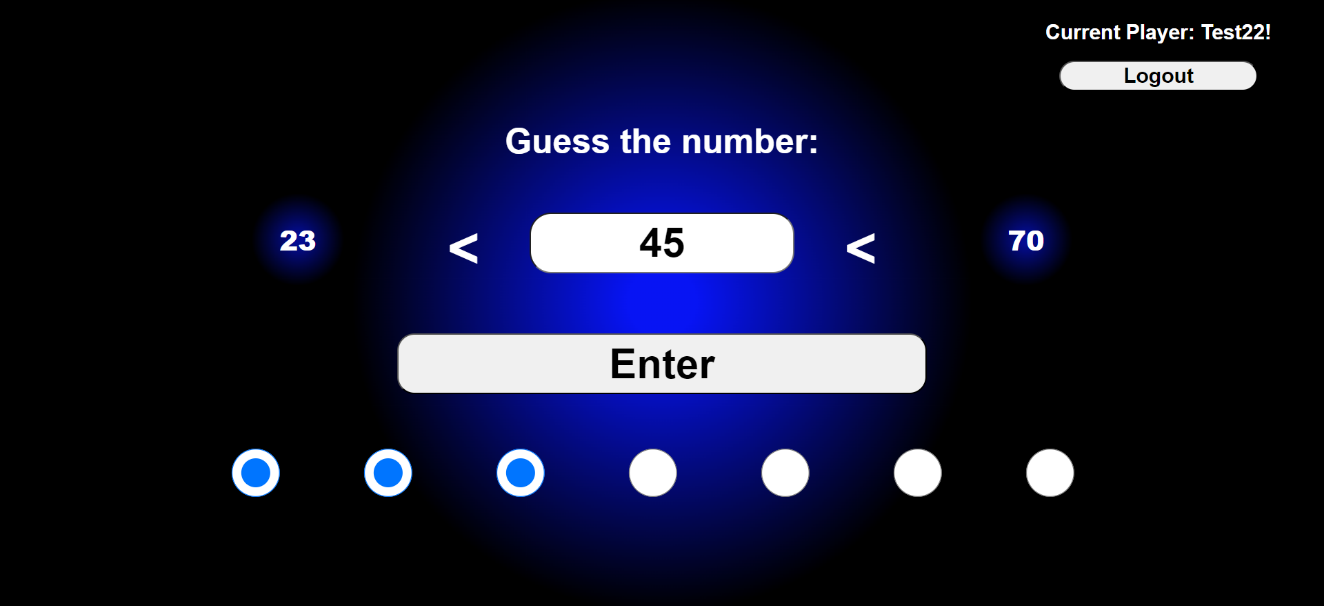 Current Player: Test22!
Logout
Guess the number:
23 < 45 < 70
Enter